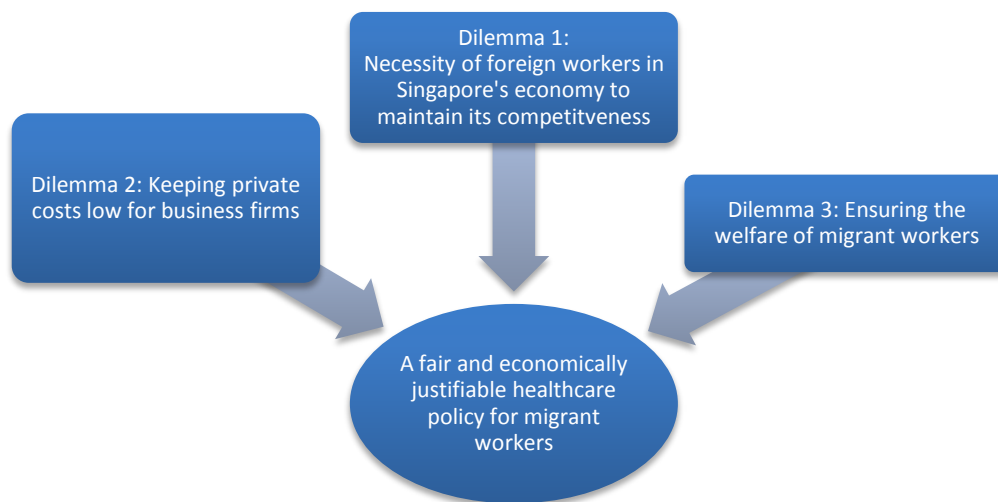 Dilemma 1:
Necessity of foreign workers in
Singapore's economy to
maintain its competitveness
Dilemma 2: Keeping private
costs low for business firms
Dilemma 3: Ensuring the
welfare of migrant workers
A fair and economically
justifiable healthcare
policy for migrant
workers